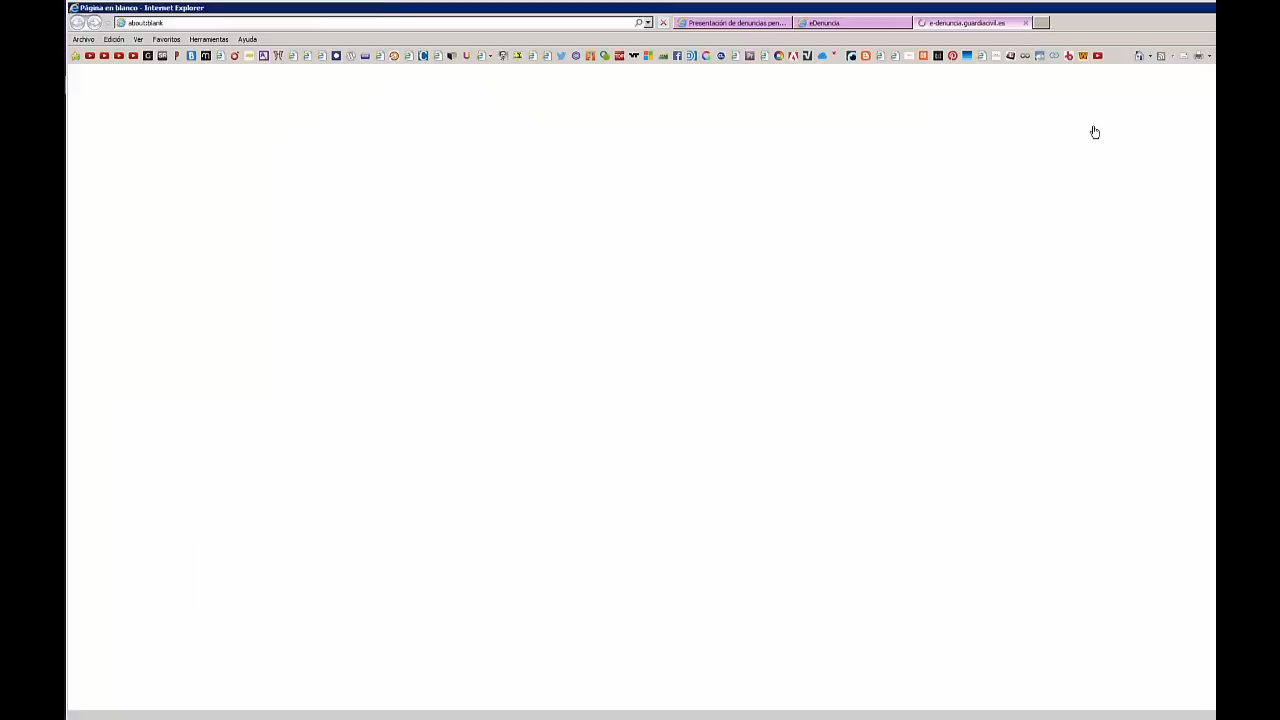 Página en blanco - Internet Explorer
about:blank
Presentación de denuncias pen...
eDenuncia
e-denuncia.guardiacivil.es
Archivo Edición Ver Favoritos Herramientas Ayuda